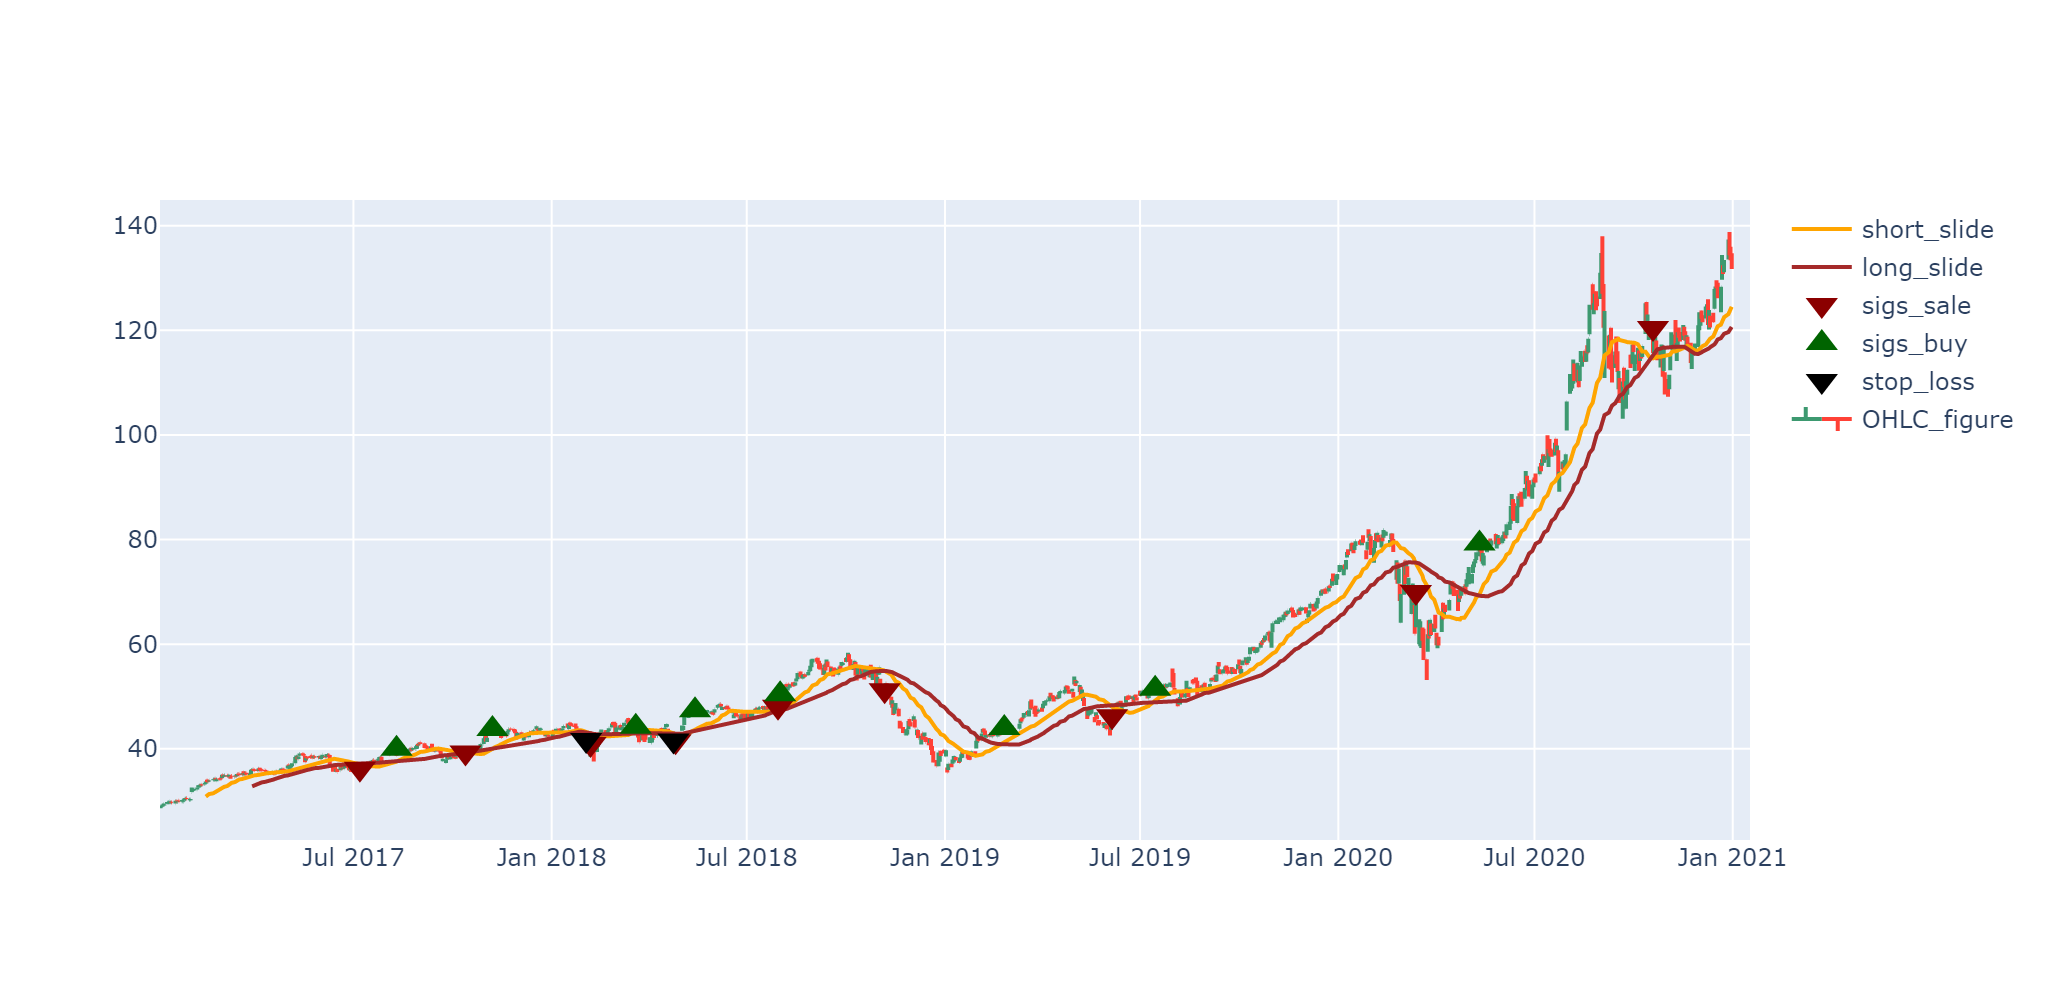 140
120
100
80
60
40
Jul 2017
Jan 2018
Jul 2018
Jan 2019
Jul 2019
Jan 2020
Jul 2020
Jan 2021
short_slide
long_slide
sigs_sale
sigs_buy
stop_loss
OHLC_figure